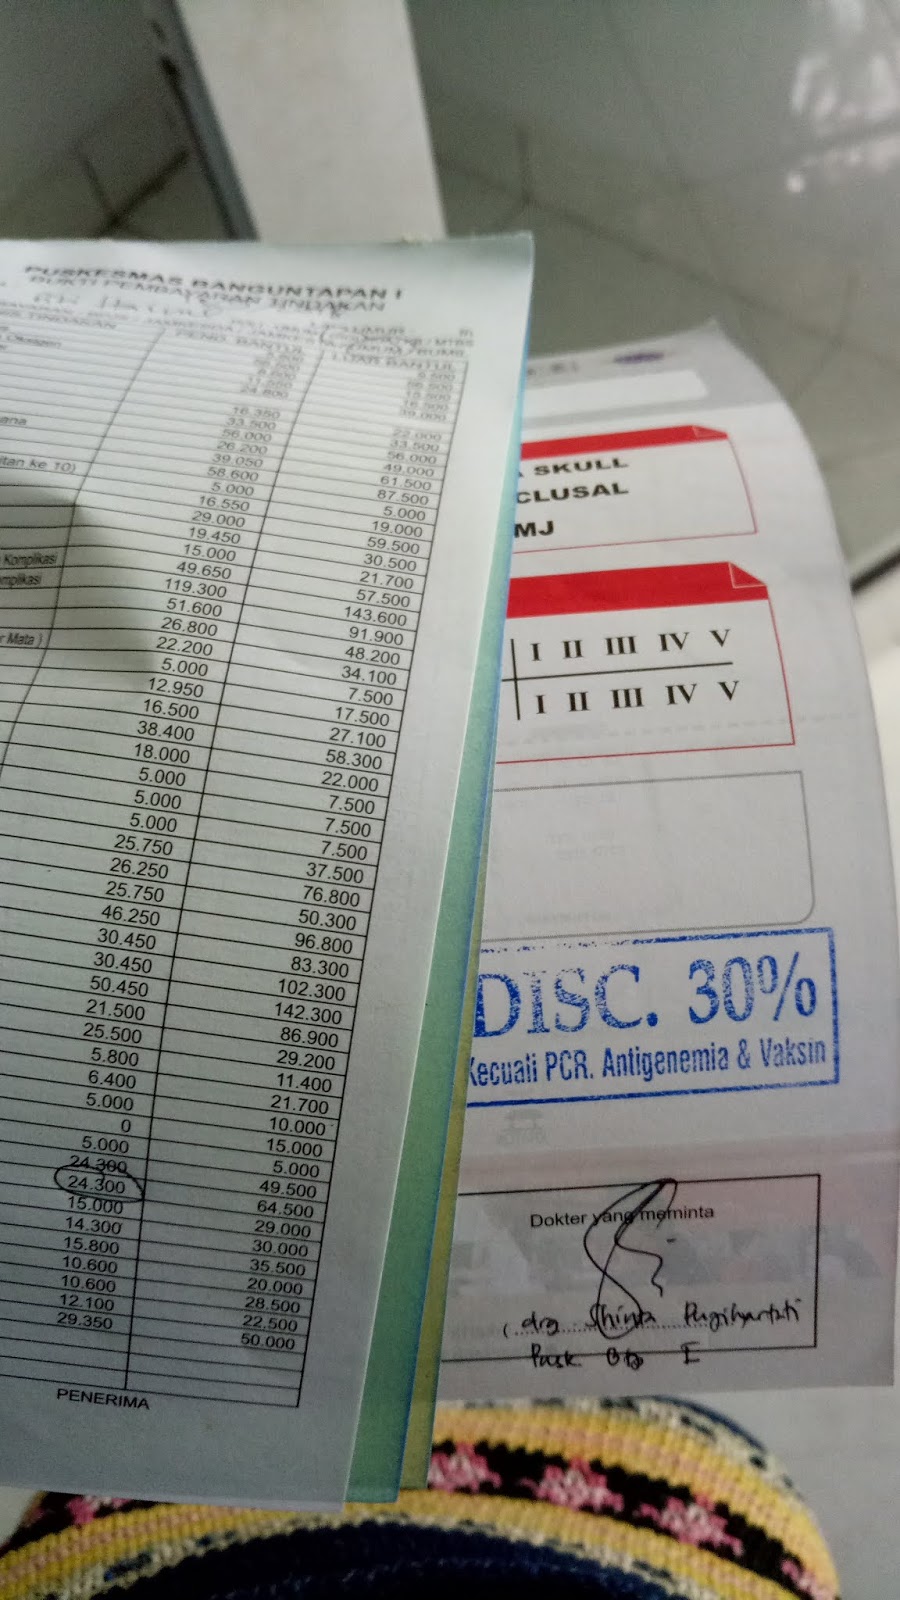 PUSKESMAS BANGUNTAPAN I
BUKTI PEMBAYARAN TINDAKAN
PEND. BANTUL LUAR BANTUL
24.800 39.000
16.350 22.000
33.500 33.500
56.000 56.000
26.200 49.000
39.050 61.500
itan ke 10) 58.600 87.500
5.000 5.000
16.550 19.000
29.000 59.500
19.450 30.500
15.000 21.700
Komplikasi 49.650 57.500
mplikasi 119.300 143.600
51.600 91.900
26.800 48.200
r Mata ) 22.200 34.100
5.000 7.500
12.950 17.500
16.500 27.100
38.400 58.300
18.000 22.000
5.000 7.500
5.000 7.500
5.000 7.500
25.750 37.500
26.250 76.800
25.750 50.300
46.250 96.800
30.450 83.300
30.450 102.300
50.450 142.300
21.500 86.900
25.500 29.200
5.800 11.400
6.400 21.700
5.000 10.000
0 15.000
5.000 5.000
24.300 49.500
24.300 64.500
15.000 29.000
14.300 30.000
15.800 35.500
10.600 20.000
10.600 28.500
12.100 22.500
29.350 50.000
PENERIMA
A SKULL
CLUSAL
MJ
I II III IV V
I II III IV V
DISC. 30%
Kecuali PCR. Antigenemia & Vaksin
Dokter yang meminta
drg Shinta
Pusk Btp I